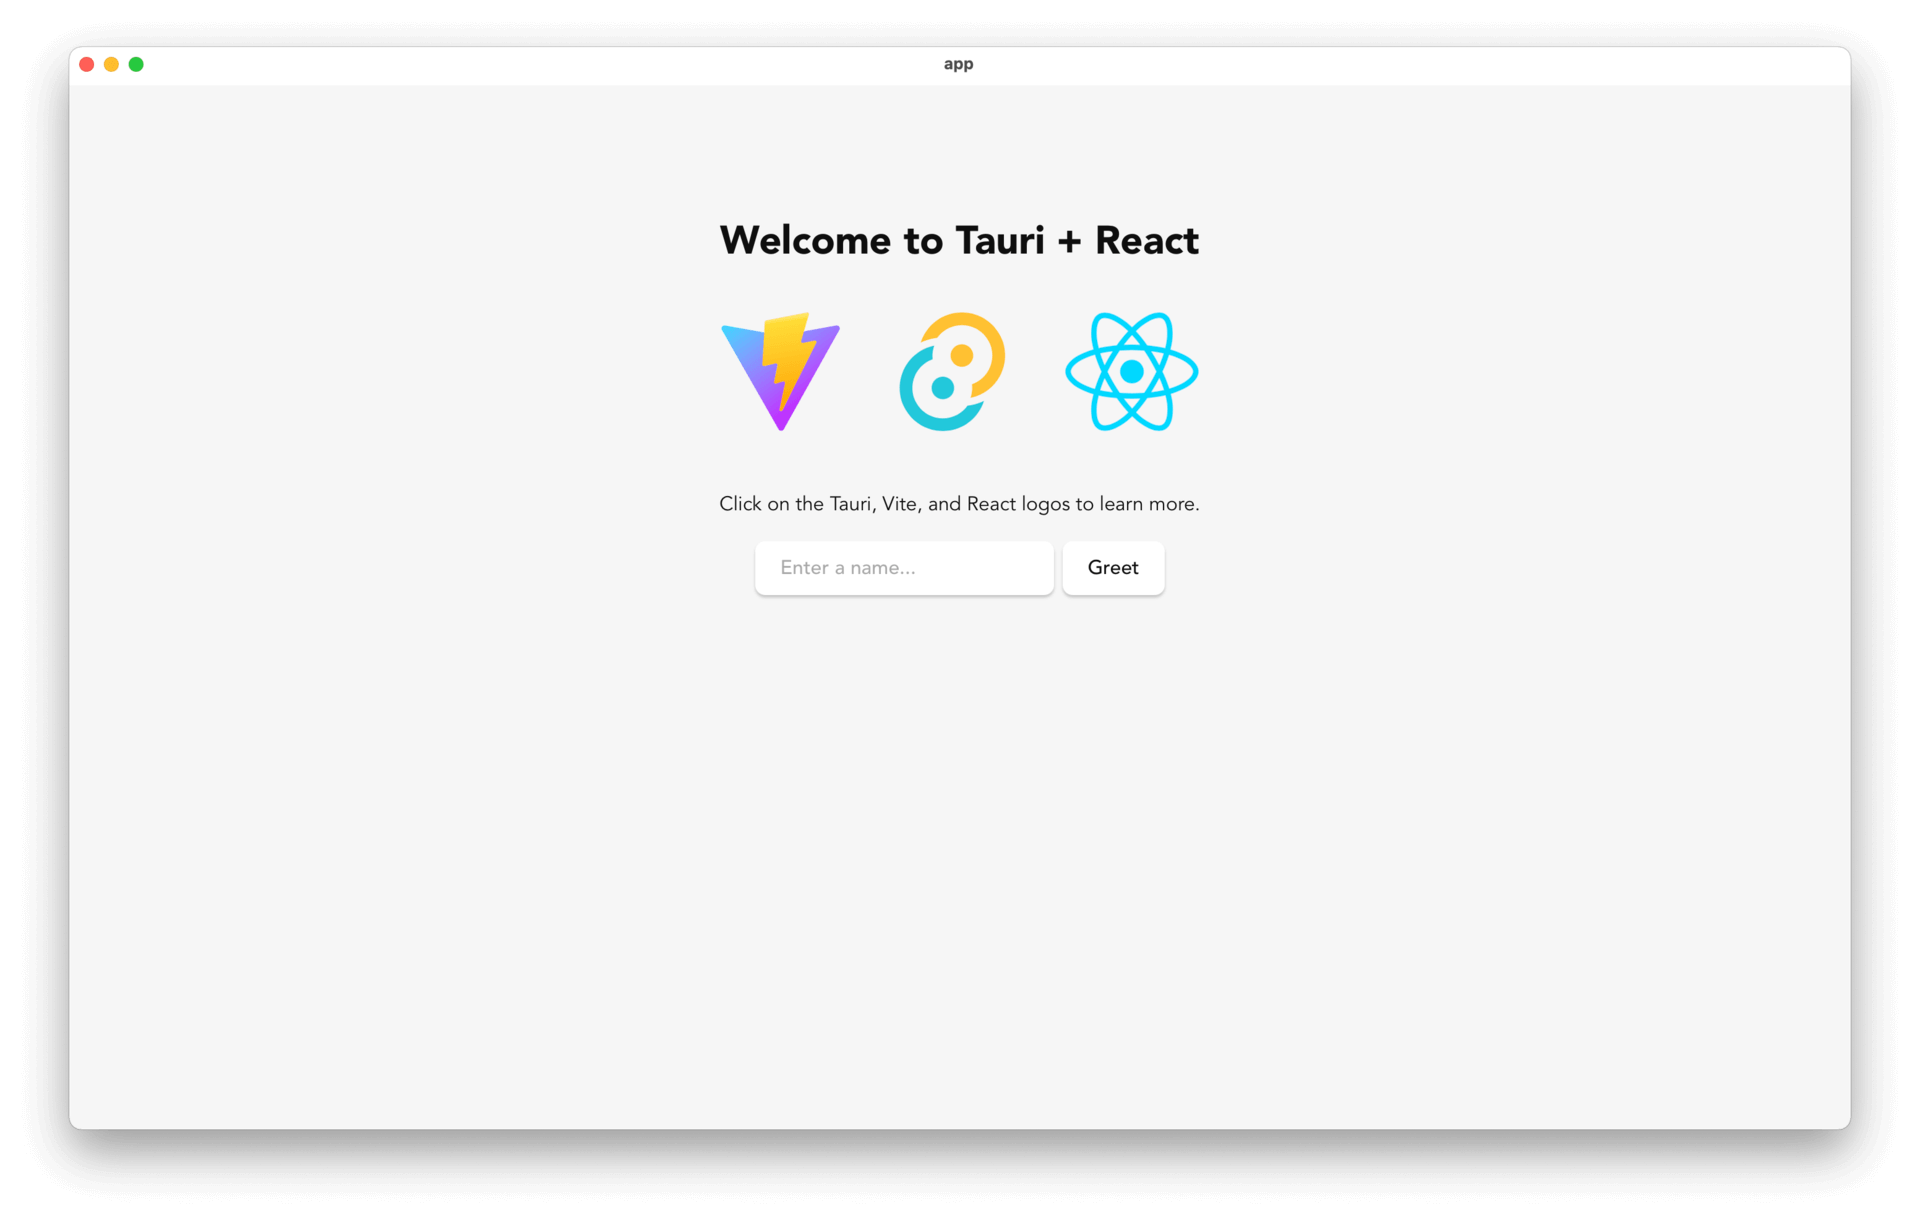 app
Welcome to Tauri + React
Click on the Tauri, Vite, and React logos to learn more.
Enter a name...
Greet